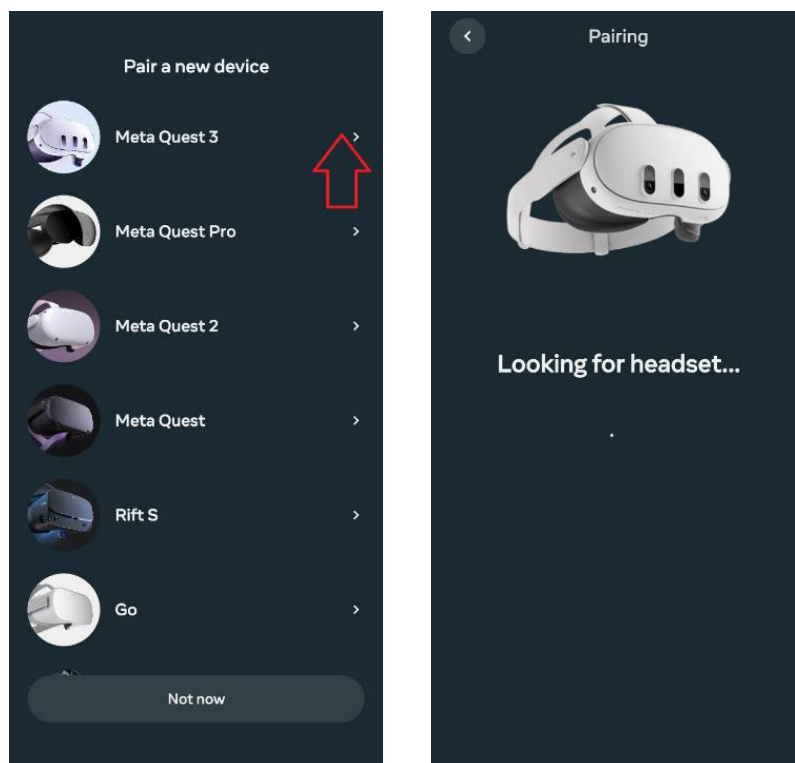 Pair a new device
Meta Quest 3
Meta Quest Pro
Meta Quest 2
Meta Quest
Rift S
Go
Not now
Pairing
Looking for headset...